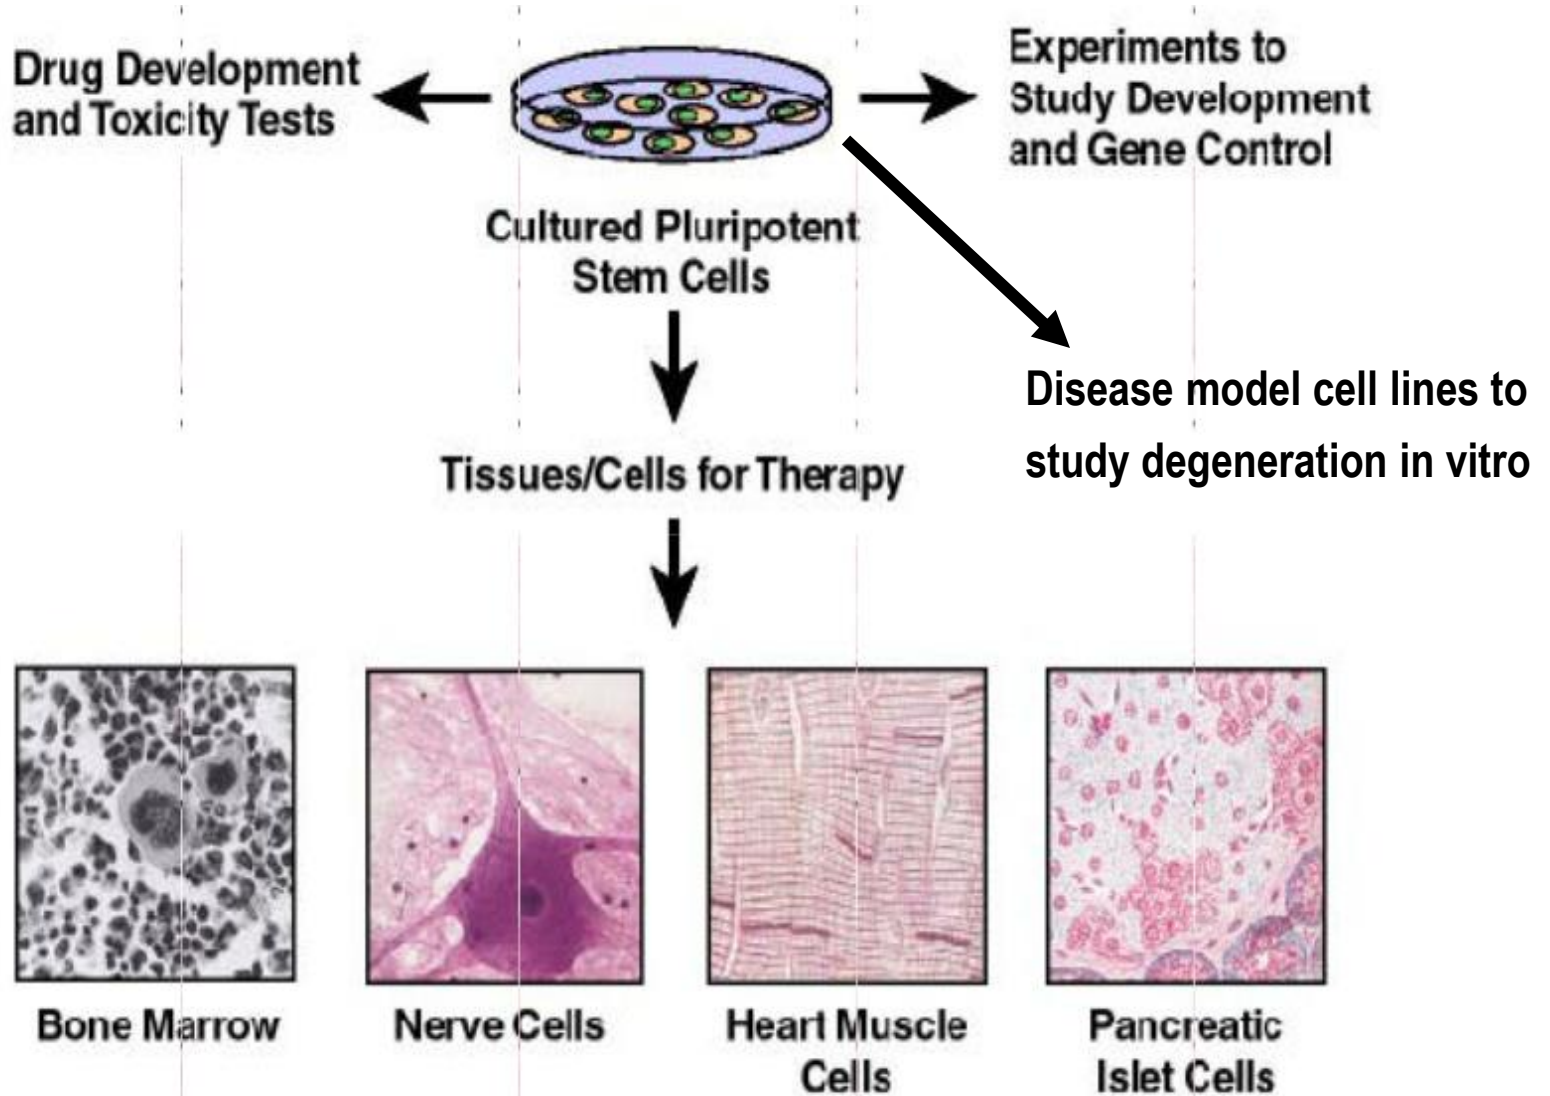 Drug Development
and Toxicity Tests
Experiments to
Study Development
and Gene Control
Cultured Pluripotent
Stem Cells
Disease model cell lines to
study degeneration in vitro
Tissues/Cells for Therapy
Bone Marrow
Nerve Cells
Heart Muscle
Cells
Pancreatic
Islet Cells